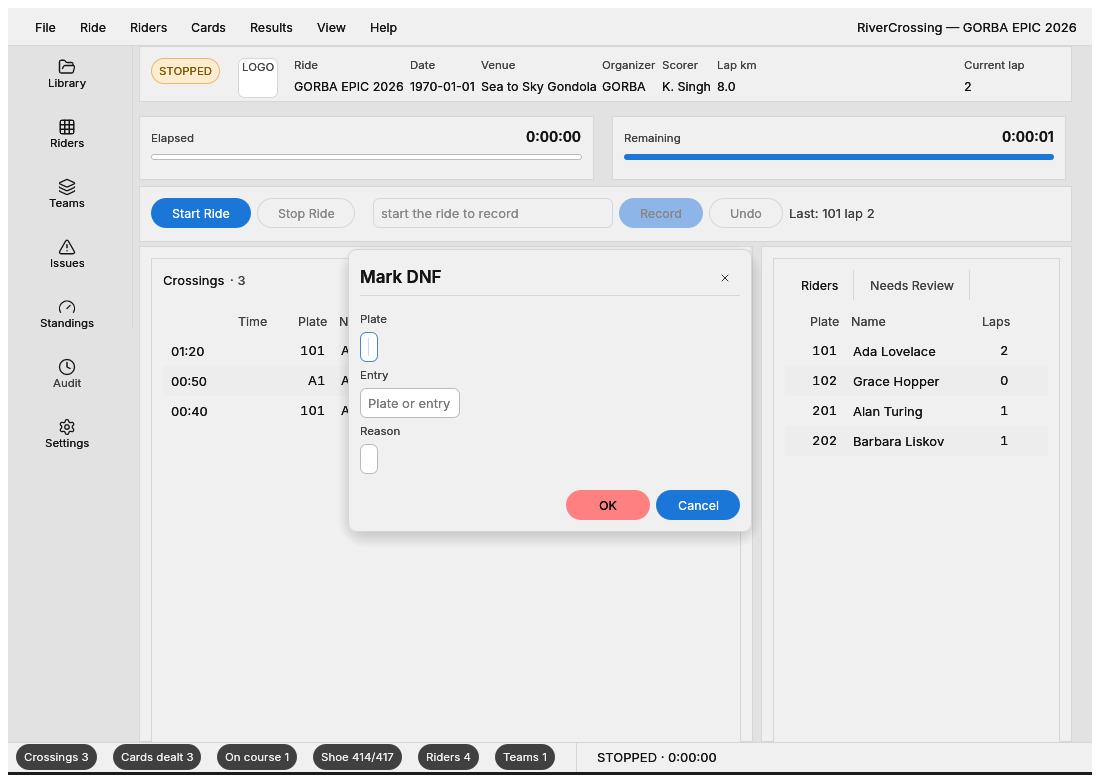 File Ride Riders Cards Results View Help RiverCrossing — GORBA EPIC 2026
Library
Riders
Teams
Issues
Standings
Audit
Settings
STOPPED
LOGO
Ride Date Venue Organizer Scorer Lap km Current lap
GORBA EPIC 2026 1970-01-01 Sea to Sky Gondola GORBA K. Singh 8.0 2
Elapsed 0:00:00
Remaining 0:00:01
Start Ride Stop Ride start the ride to record Record Undo Last: 101 lap 2
Crossings · 3
Time Plate N
01:20 101 A
00:50 A1 A
00:40 101 A
Mark DNF
Plate
Entry
Plate or entry
Reason
OK Cancel
Riders Needs Review
Plate Name Laps
101 Ada Lovelace 2
102 Grace Hopper 0
201 Alan Turing 1
202 Barbara Liskov 1
Crossings 3 Cards dealt 3 On course 1 Shoe 414/417 Riders 4 Teams 1 STOPPED · 0:00:00